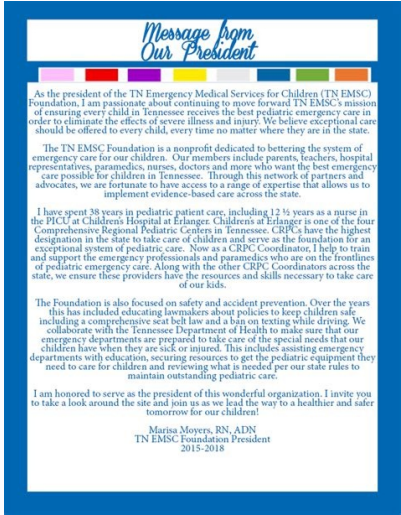 Message from
Our President
As the president of the TN Emergency Medical Services for Children (TN EMSC)
Foundation, I am passionate about continuing to move forward TN EMSC's mission
of ensuring every child in Tennessee receives the best pediatric emergency care in
order to eliminate the effects of severe illness and injury. We believe exceptional care
should be offered to every child, every time no matter where they are in the state.
The TN EMSC Foundation is a nonprofit dedicated to bettering the system of
emergency care for our children. Our members include parents, teachers, hospital
representatives, paramedics, nurses, doctors and more who want the best emergency
care possible for children in Tennessee. Through this network of partners and
advocates, we are fortunate to have access to a range of expertise that allows us to
implement evidence-based care across the state.
I have spent 38 years in pediatric patient care, including 12 ½ years as a nurse in
the PICU at Children's Hospital at Erlanger. Children's at Erlanger is one of the four
Comprehensive Regional Pediatric Centers in Tennessee. CRPCs have the highest
designation in the state to take care of children and serve as the foundation for an
exceptional system of pediatric care. Now as a CRPC Coordinator, I help to train
and support the emergency professionals and paramedics who are on the frontlines
of pediatric emergency care. Along with the other CRPC Coordinators across the
state, we ensure these providers have the resources and skills necessary to take care
of our kids.
The Foundation is also focused on safety and accident prevention. Over the years
this has included educating lawmakers about policies to keep children safe
including a comprehensive seat belt law and a ban on texting while driving. We
collaborate with the Tennessee Department of Health to make sure that our
emergency departments are prepared to take care of the special needs that our
children have when they are sick or injured. This includes assisting emergency
departments with education, securing resources to get the pediatric equipment they
need to care for children and reviewing what is needed per our state rules to
maintain outstanding pediatric care.
I am honored to serve as the president of this wonderful organization. I invite you
to take a look around the site and join us as we lead the way to a healthier and safer
tomorrow for our children!
Marisa Moyers, RN, ADN
TN EMSC Foundation President
2015-2018